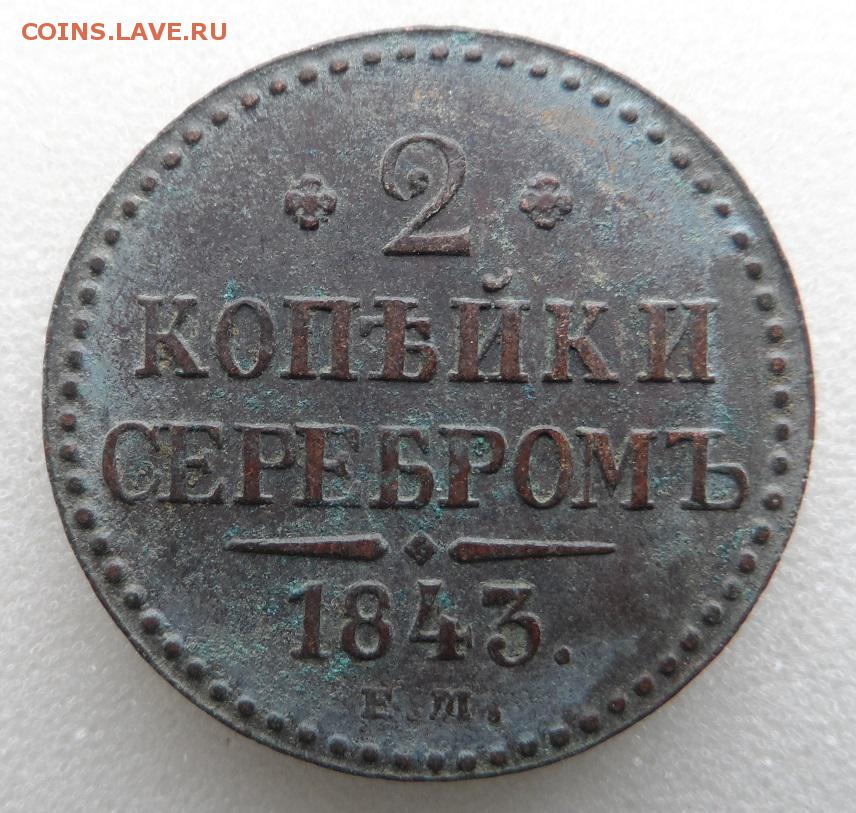 COINS.LAVE.RU
2
КОПѢЙКИ
СЕРЕБРОМЪ
1843.
Е.М.